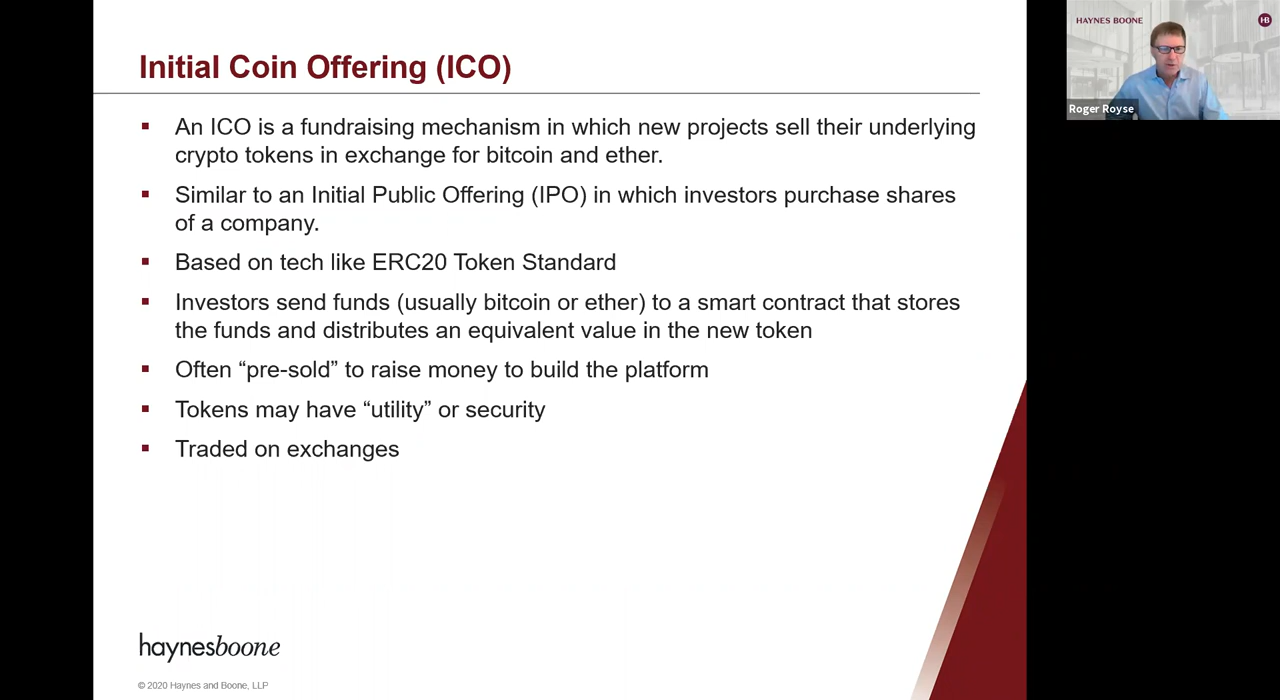 Initial Coin Offering (ICO)
An ICO is a fundraising mechanism in which new projects sell their underlying
crypto tokens in exchange for bitcoin and ether.
Similar to an Initial Public Offering (IPO) in which investors purchase shares
of a company.
Based on tech like ERC20 Token Standard
Investors send funds (usually bitcoin or ether) to a smart contract that stores
the funds and distributes an equivalent value in the new token
Often “pre-sold” to raise money to build the platform
Tokens may have “utility” or security
Traded on exchanges
haynesboone
© 2020 Haynes and Boone, LLP
HAYNES BOONE
HB
Roger Royse